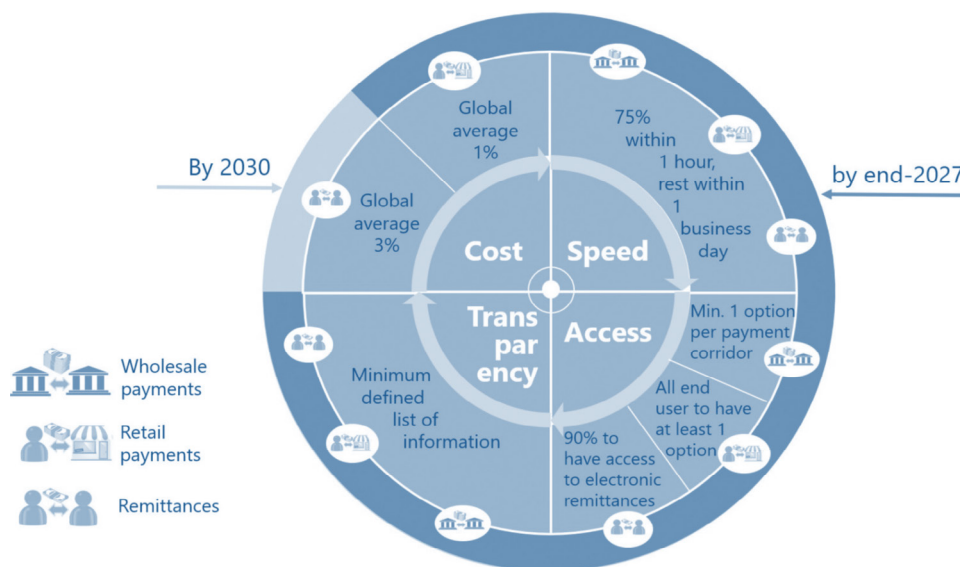 By 2030
by end-2027
Global
average
1%
Global
average
3%
Cost
75%
within
1 hour,
rest within
1
business
day
Speed
Trans
par
ency
Minimum
defined
list of
information
Access
Min. 1 option
per payment
corridor
All end
user to have
at least 1
option
90% to
have access
to electronic
remittances
Wholesale
payments
Retail
payments
Remittances